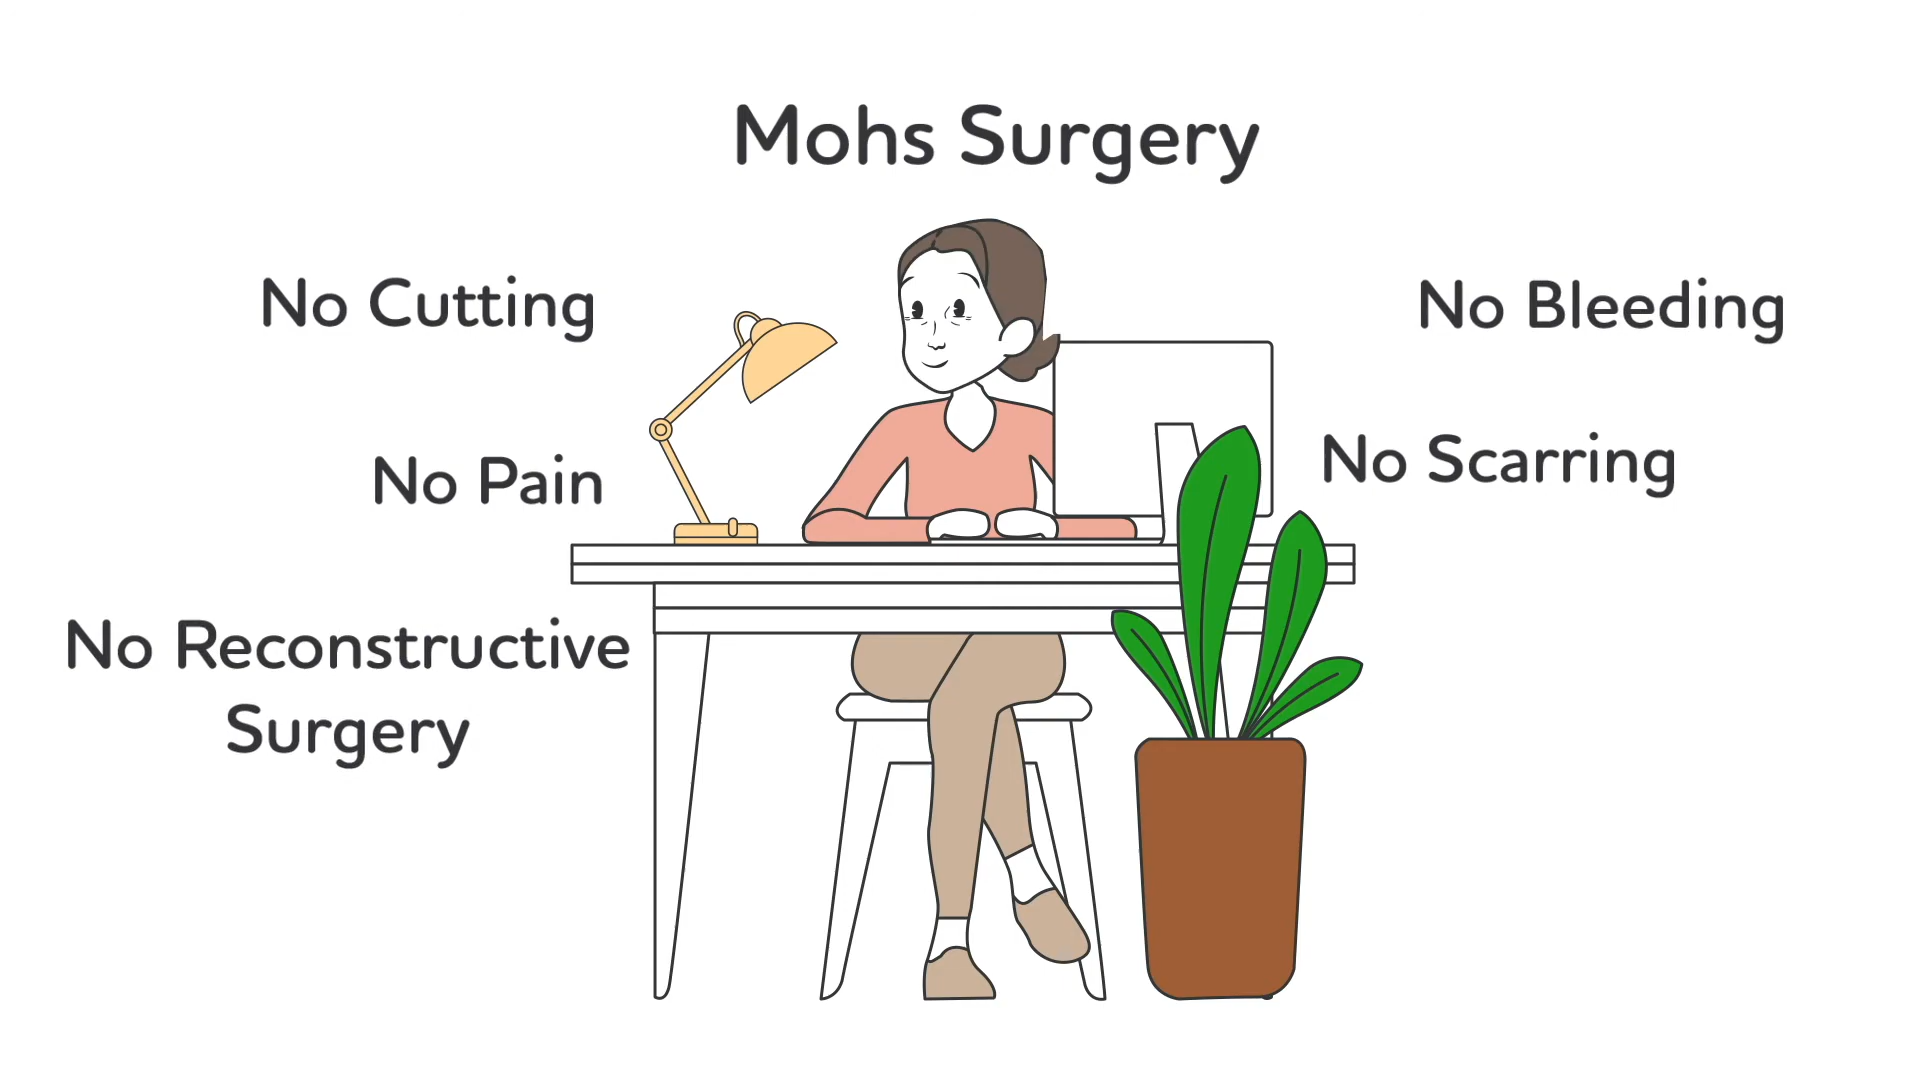 Mohs Surgery
No Cutting
No Bleeding
No Pain
No Scarring
No Reconstructive
Surgery